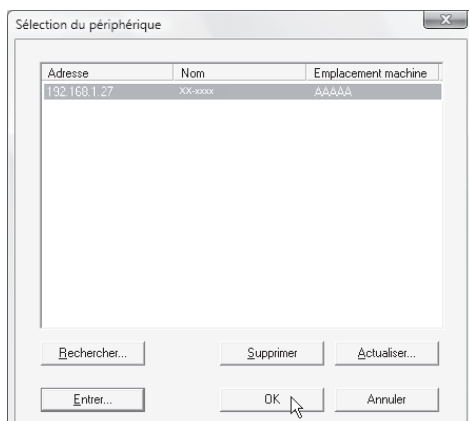 Sélection du périphérique
Adresse Nom Emplacement machine
192.168.1.27 XX-xxxx AAAAA
Rechercher... Supprimer Actualiser...
Entrer... OK Annuler